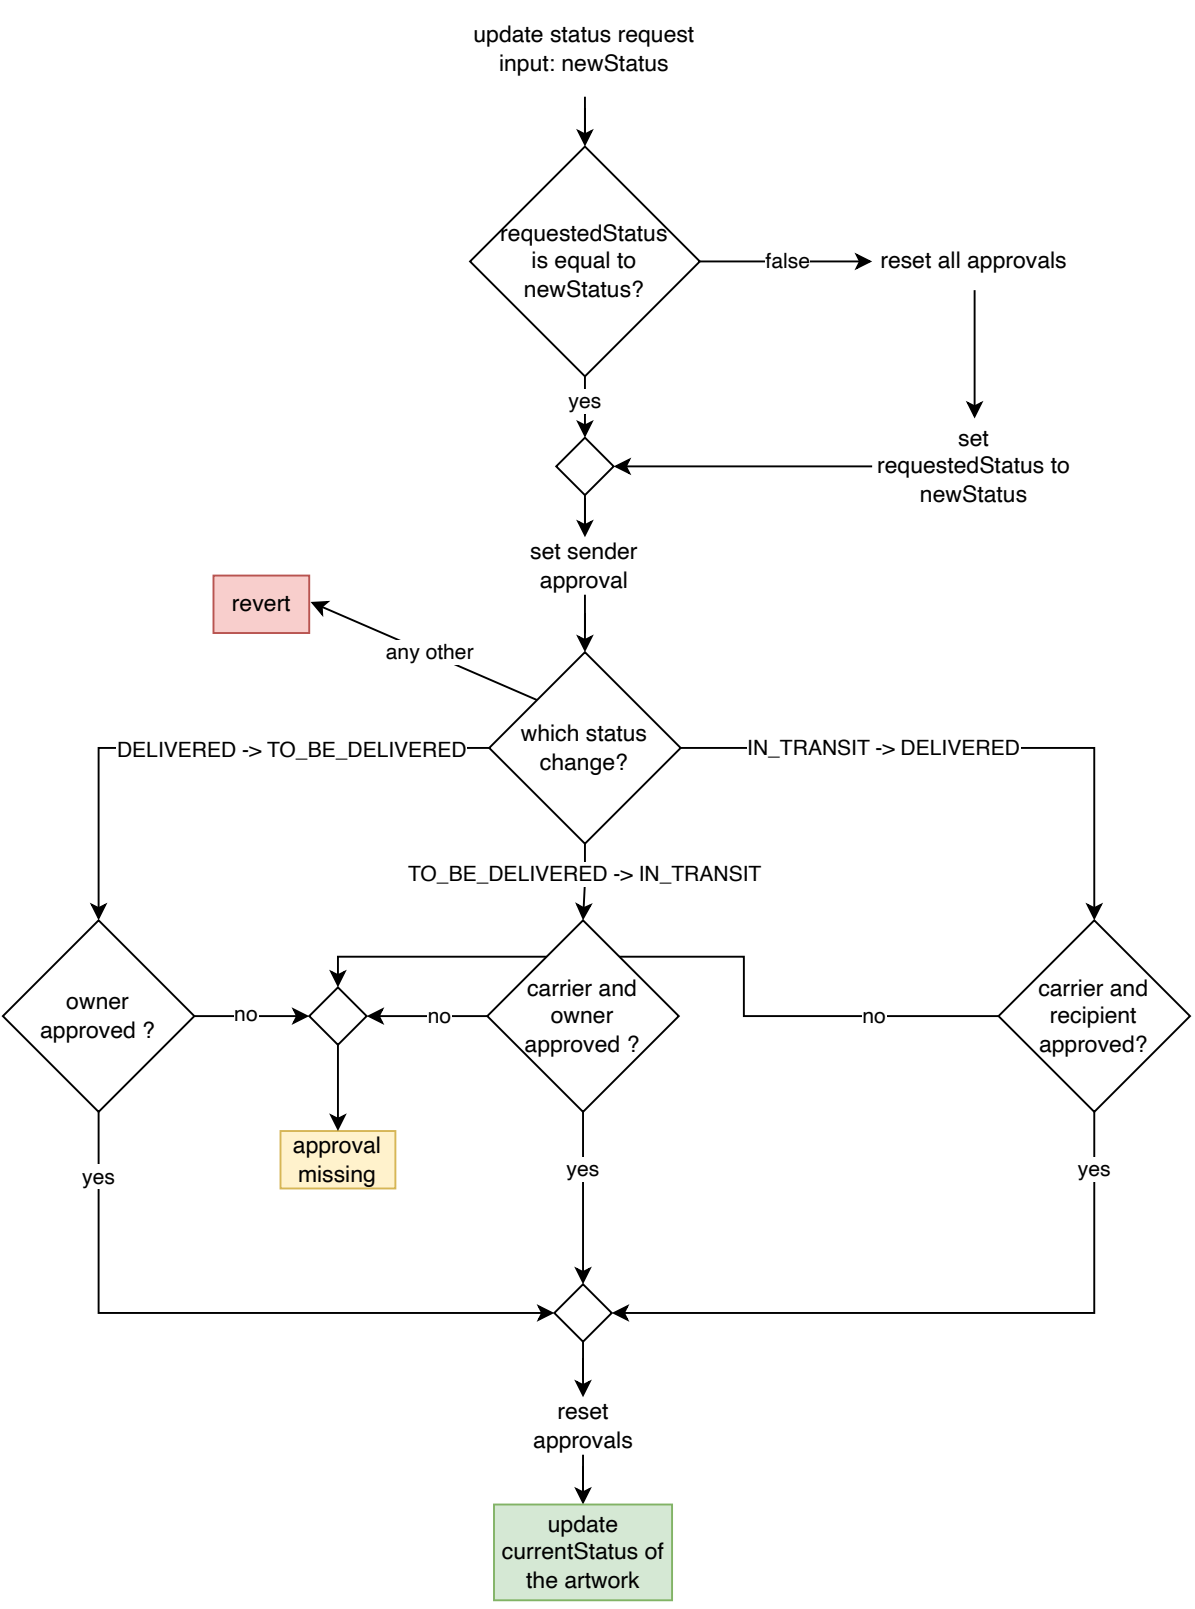 update status request
input: newStatus
requestedStatus
is equal to
newStatus?
false
reset all approvals
yes
set
requestedStatus to
newStatus
set sender
approval
revert
any other
which status
change?
DELIVERED -> TO_BE_DELIVERED
IN_TRANSIT -> DELIVERED
TO_BE_DELIVERED -> IN_TRANSIT
owner
approved ?
no
no
carrier and
owner
approved ?
no
carrier and
recipient
approved?
approval
missing
yes
yes
yes
reset
approvals
update
currentStatus of
the artwork